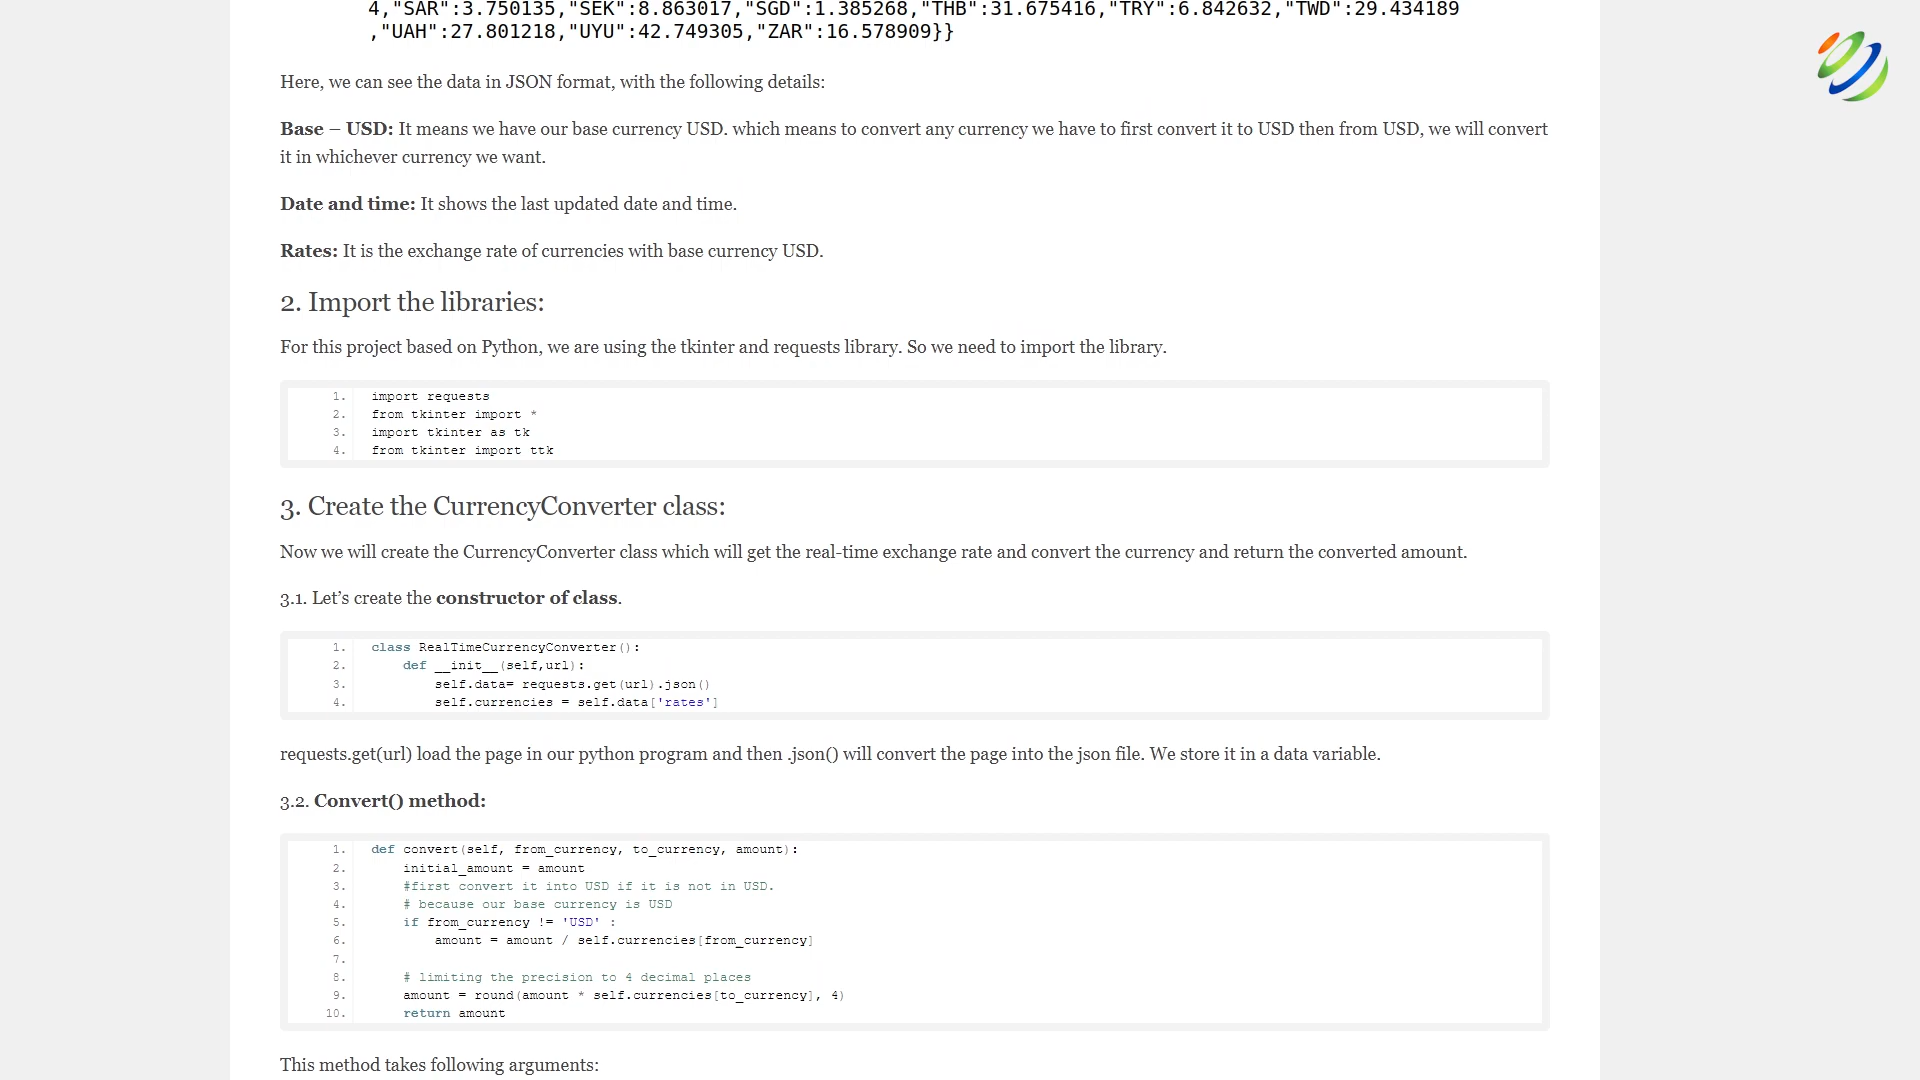 4,"SAR":3.750135,"SEK":8.863017,"SGD":1.385268,"THB":31.675416,"TRY":6.842632,"TWD":29.434189
,"UAH":27.801218,"UYU":42.749305,"ZAR":16.578909}}
Here, we can see the data in JSON format, with the following details:
Base – USD: It means we have our base currency USD. which means to convert any currency we have to first convert it to USD then from USD, we will convert
it in whichever currency we want.
Date and time: It shows the last updated date and time.
Rates: It is the exchange rate of currencies with base currency USD.
2. Import the libraries:
For this project based on Python, we are using the tkinter and requests library. So we need to import the library.
1. import requests
2. from tkinter import *
3. import tkinter as tk
4. from tkinter import ttk
3. Create the CurrencyConverter class:
Now we will create the CurrencyConverter class which will get the real-time exchange rate and convert the currency and return the converted amount.
3.1. Let’s create the constructor of class.
1. class RealTimeCurrencyConverter():
2. def __init__(self,url):
3. self.data= requests.get(url).json()
4. self.currencies = self.data['rates']
requests.get(url) load the page in our python program and then .json() will convert the page into the json file. We store it in a data variable.
3.2. Convert() method:
1. def convert(self, from_currency, to_currency, amount):
2. initial_amount = amount
3. #first convert it into USD if it is not in USD.
4. # because our base currency is USD
5. if from_currency != 'USD' :
6. amount = amount / self.currencies[from_currency]
7.
8. # limiting the precision to 4 decimal places
9. amount = round(amount * self.currencies[to_currency], 4)
10. return amount
This method takes following arguments: